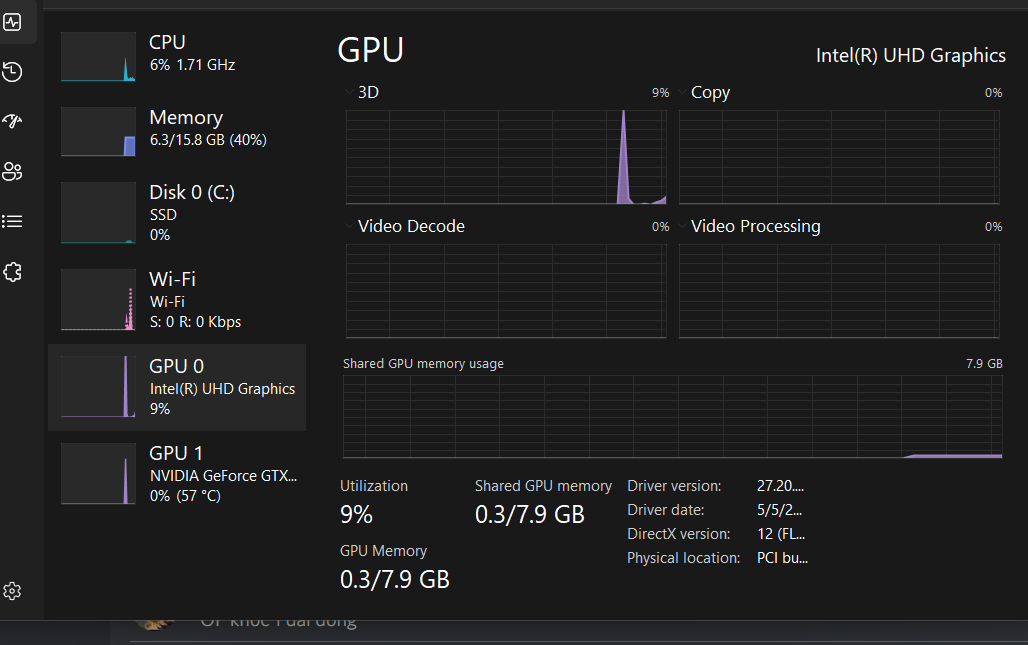 CPU
6% 1.71 GHz
Memory
6.3/15.8 GB (40%)
Disk 0 (C:)
SSD
0%
Wi-Fi
Wi-Fi
S: 0 R: 0 Kbps
GPU 0
Intel(R) UHD Graphics
9%
GPU 1
NVIDIA GeForce GTX...
0% (57 °C)
GPU
Intel(R) UHD Graphics
3D 9%
Copy 0%
Video Decode 0%
Video Processing 0%
Shared GPU memory usage 7.9 GB
Utilization
9%
Shared GPU memory
0.3/7.9 GB
GPU Memory
0.3/7.9 GB
Driver version: 27.20....
Driver date: 5/5/2...
DirectX version: 12 (FL...
Physical location: PCI bu...